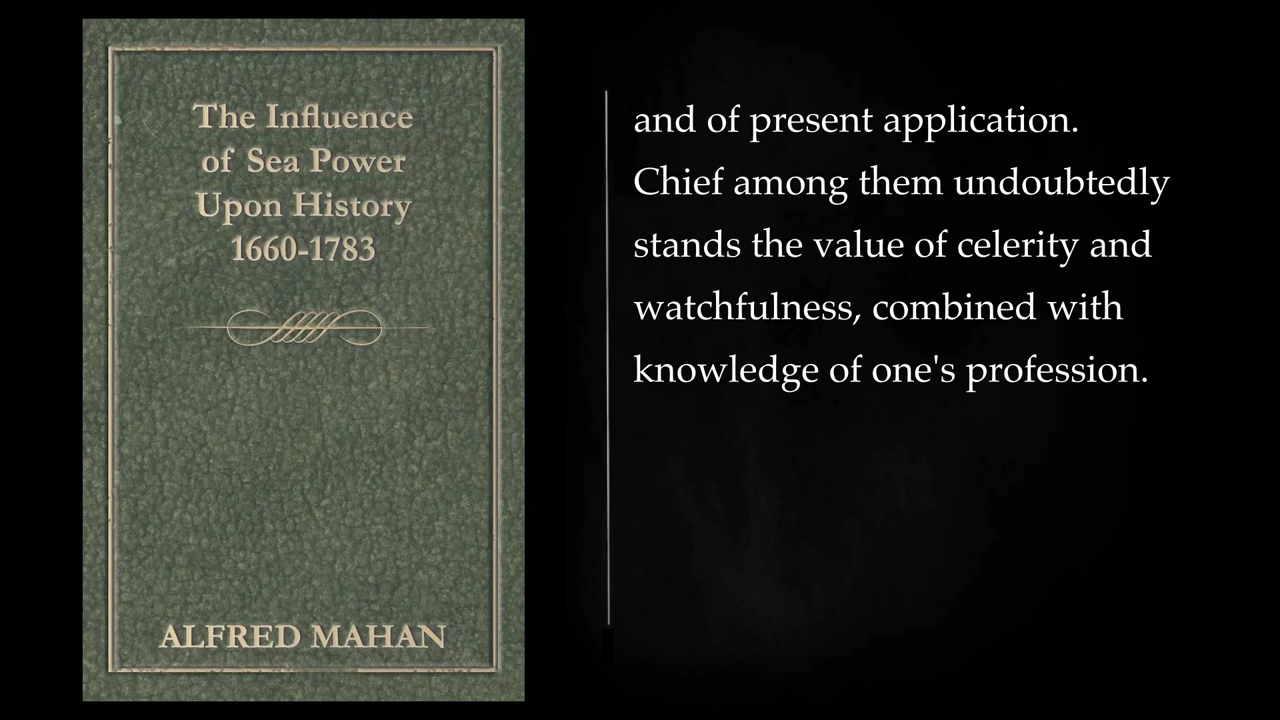 The Influence
of Sea Power
Upon History
1660-1783
ALFRED MAHAN
and of present application.
Chief among them undoubtedly
stands the value of celerity and
watchfulness, combined with
knowledge of one's profession.